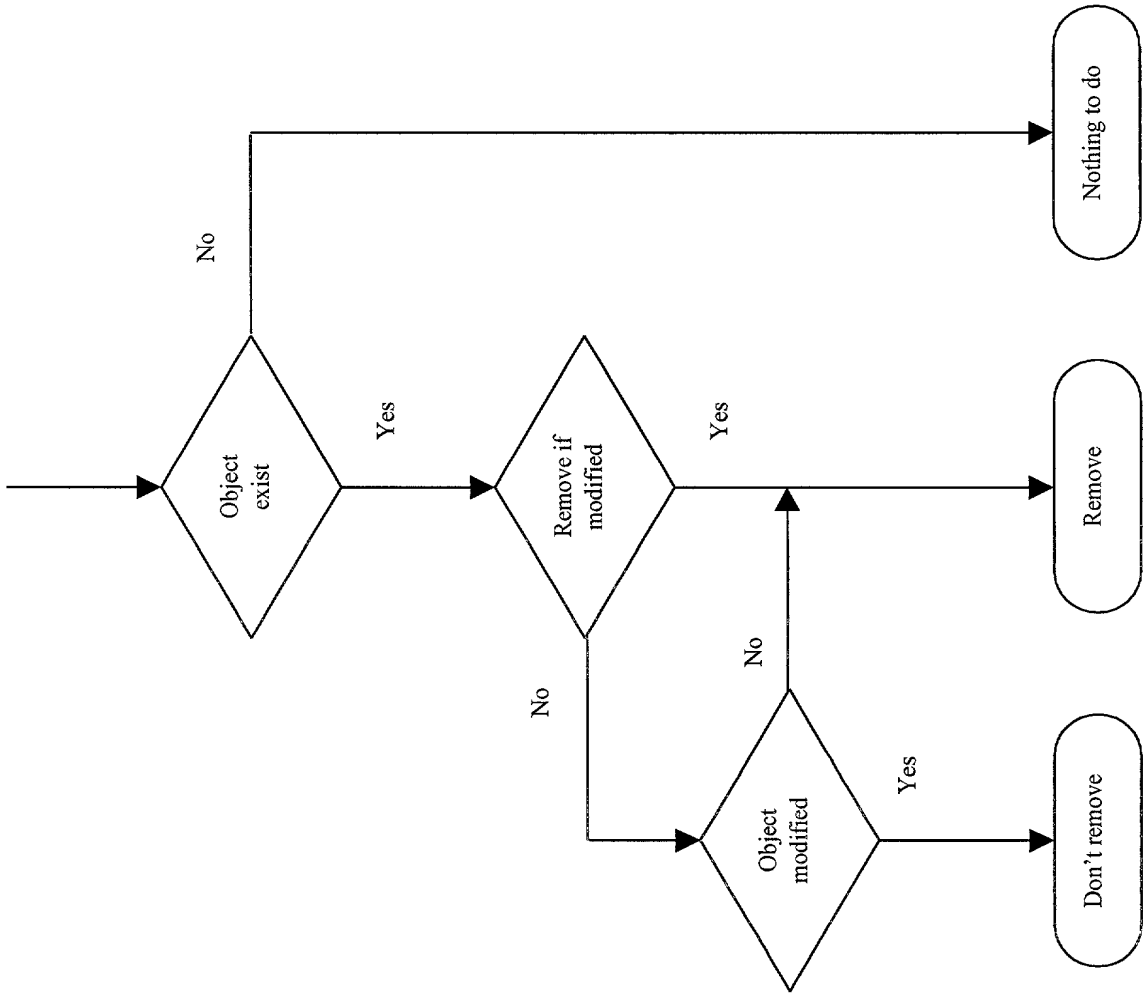 No
Object
exist
Yes
Remove if
modified
No
Yes
No
Object
modified
Yes
Don't remove
Remove
Nothing to do